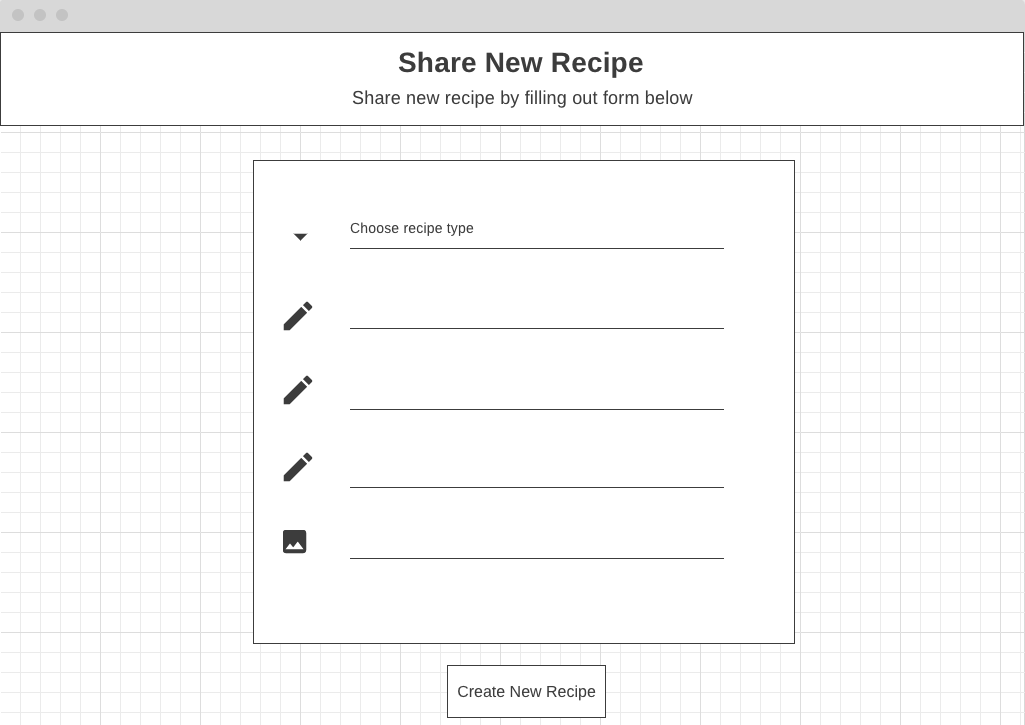 Share New Recipe
Share new recipe by filling out form below
Choose recipe type
Create New Recipe